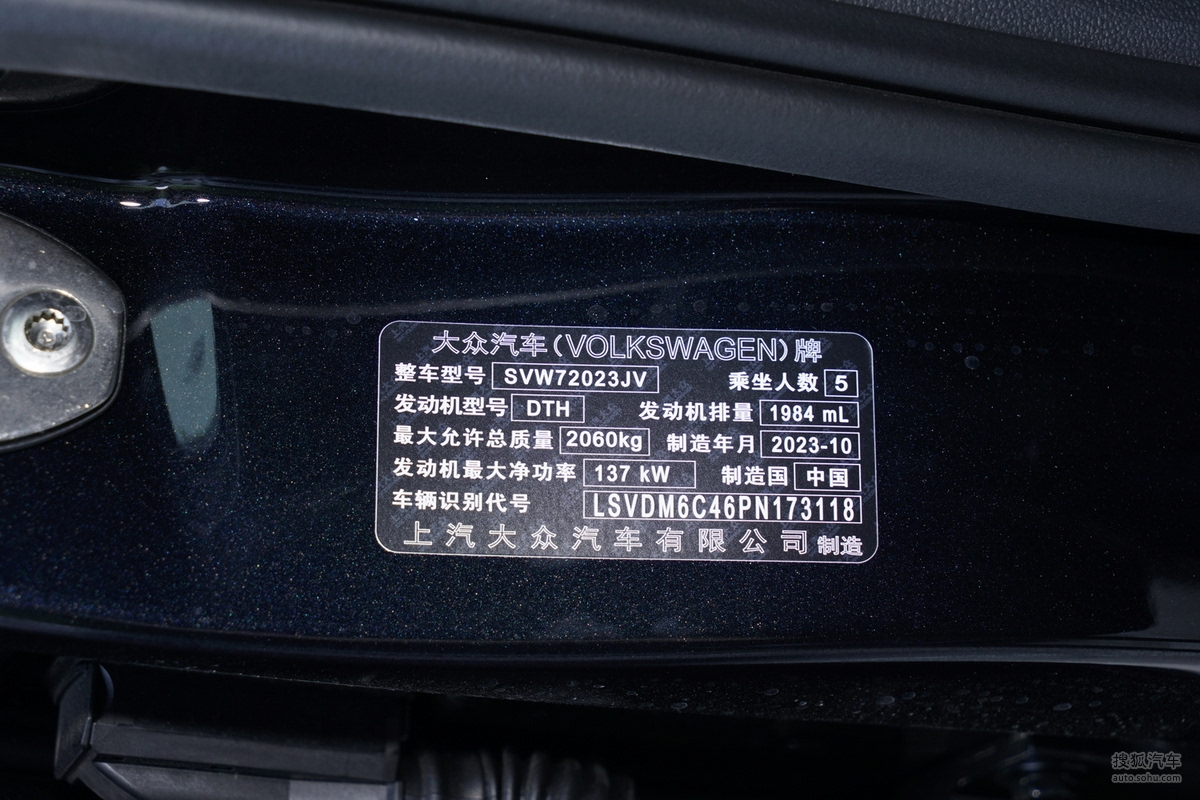 大众汽车(VOLKSWAGEN)牌
整车型号 SVW72023JV 乘坐人数 5
发动机型号 DTH 发动机排量 1984 mL
最大允许总质量 2060kg 制造年月 2023-10
发动机最大净功率 137 kW 制造国 中国
车辆识别代号 LSVDM6C46PN173118
上汽大众汽车有限公司 制造
搜狐汽车
auto.sohu.com